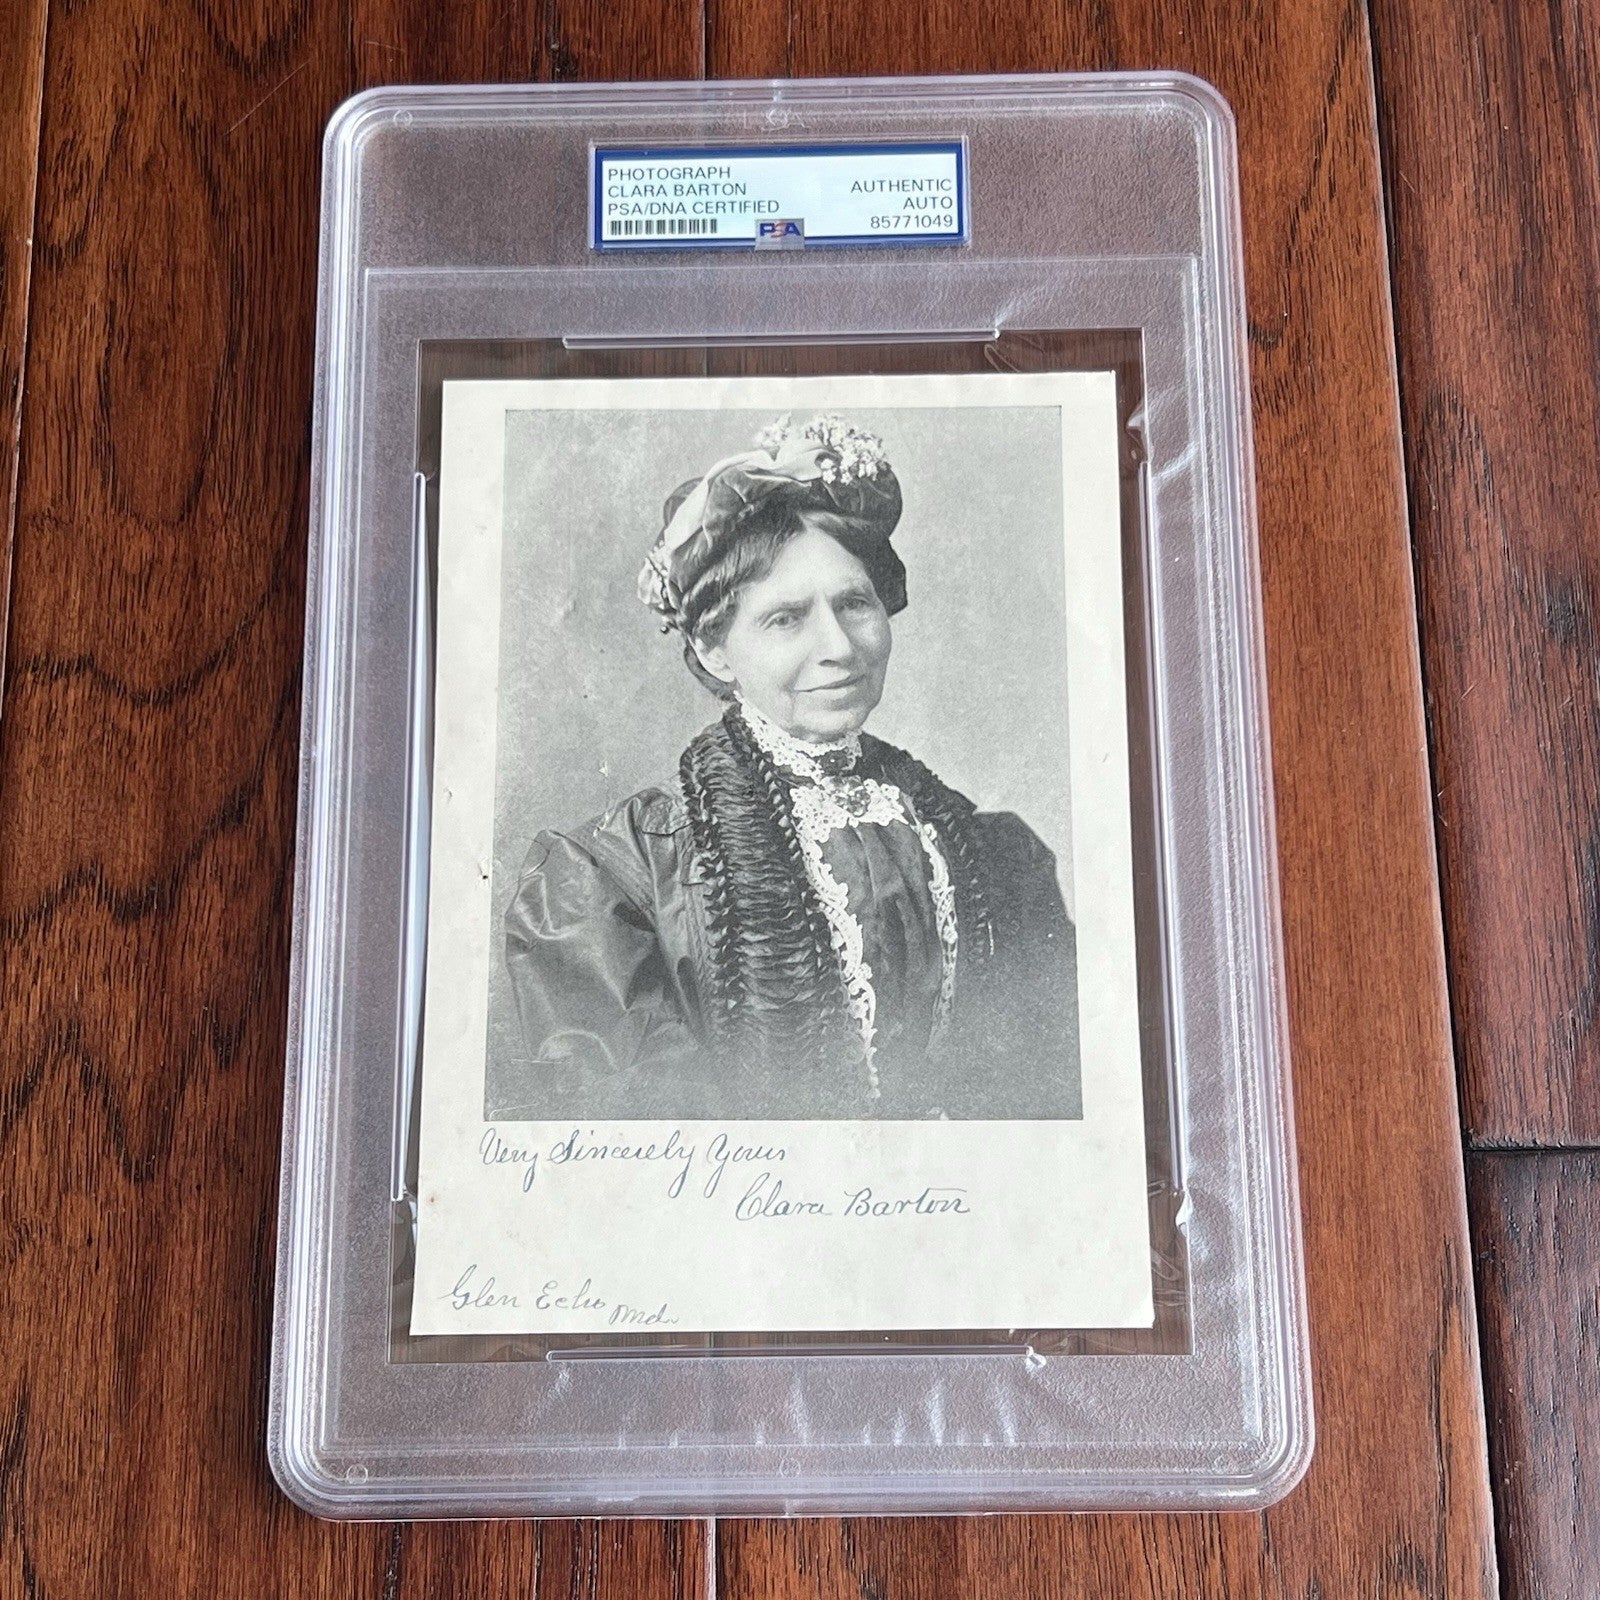 PHOTOGRAPH
CLARA BARTON
PSA/DNA CERTIFIED
AUTHENTIC
AUTO
85771049
PSA
Very Sincerely Yours
Clara Barton
Glen Echo
Md.